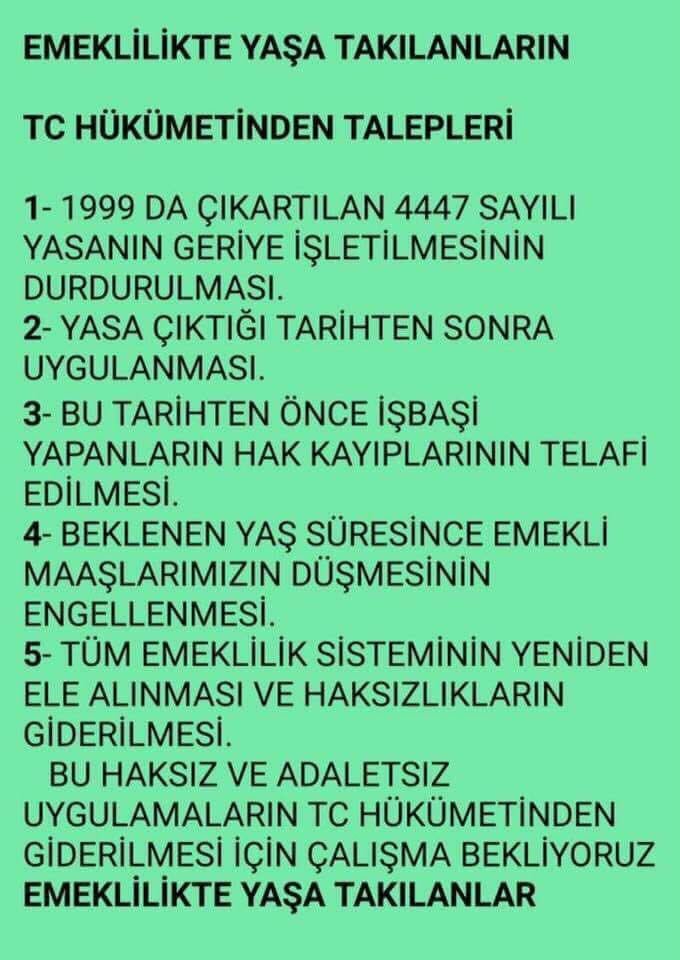 EMEKLİLİKTE YAŞA TAKILANLARIN
TC HÜKÜMETİNDEN TALEPLERİ
1- 1999 DA ÇIKARTILAN 4447 SAYILI
YASANIN GERİYE İŞLETİLMESİNİN
DURDURULMASI.
2- YASA ÇIKTIĞI TARİHTEN SONRA
UYGULANMASI.
3- BU TARİHTEN ÖNCE İŞBAŞİ
YAPANLARIN HAK KAYIPLARININ TELAFİ
EDİLMESİ.
4- BEKLENEN YAŞ SÜRESİNCE EMEKLİ
MAAŞLARIMIZIN DÜŞMESİNİN
ENGELLENMESİ.
5- TÜM EMEKLİLİK SİSTEMİNİN YENİDEN
ELE ALINMASI VE HAKSIZLIKLARIN
GİDERİLMESİ.
BU HAKSIZ VE ADALETSIZ
UYGULAMALARIN TC HÜKÜMETİNDEN
GİDERİLMESİ İÇİN ÇALIŞMA BEKLİYORUZ
EMEKLİLİKTE YAŞA TAKILANLAR